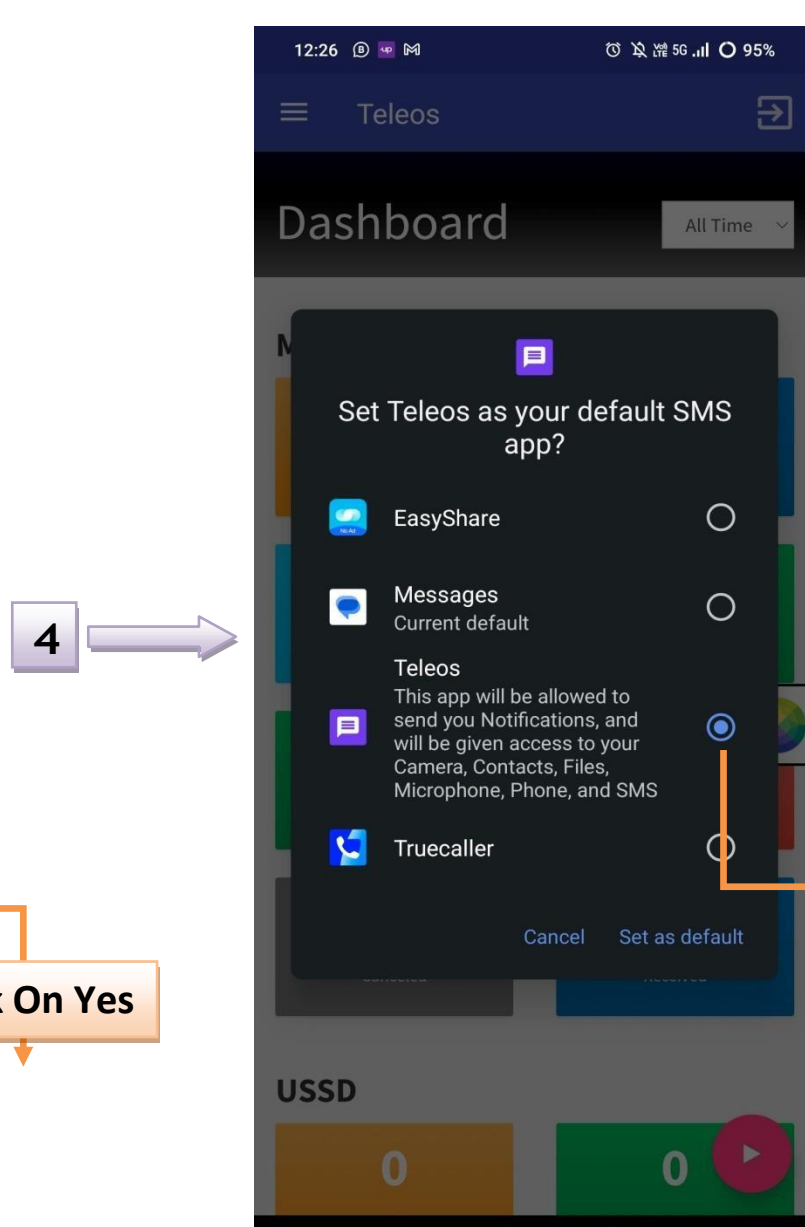 12:26
up
5G
95%
Teleos
Dashboard
All Time
M
Set Teleos as your default SMS
app?
EasyShare
Messages
Current default
4
Teleos
This app will be allowed to
send you Notifications, and
will be given access to your
Camera, Contacts, Files,
Microphone, Phone, and SMS
Truecaller
Cancel
Set as default
On Yes
USSD
0
0